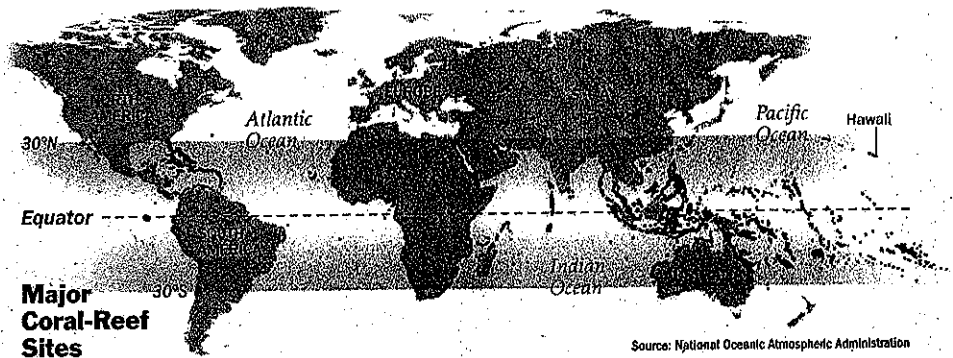 EUROPE
Atlantic
Ocean
Pacific
Ocean
Hawaii
30°N
Equator
Indian
Ocean
30°S
Major
Coral-Reef
Sites
Source: National Oceanic Atmospheric Administration